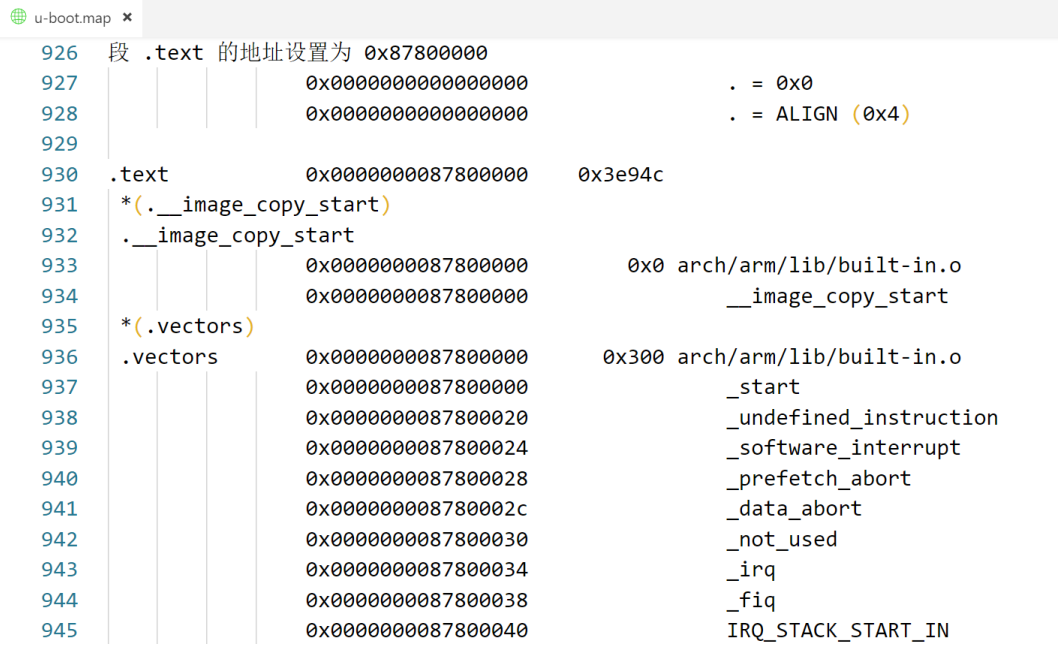 u-boot.map ×
926 段 .text 的地址设置为 0x87800000
927 0x0000000000000000 . = 0x0
928 0x0000000000000000 . = ALIGN (0x4)
929
930 .text 0x0000000087800000 0x3e94c
931 *(.__image_copy_start)
932 .__image_copy_start
933 0x0000000087800000 0x0 arch/arm/lib/built-in.o
934 0x0000000087800000 __image_copy_start
935 *(.vectors)
936 .vectors 0x0000000087800000 0x300 arch/arm/lib/built-in.o
937 0x0000000087800000 _start
938 0x0000000087800020 _undefined_instruction
939 0x0000000087800024 _software_interrupt
940 0x0000000087800028 _prefetch_abort
941 0x000000008780002c _data_abort
942 0x0000000087800030 _not_used
943 0x0000000087800034 _irq
944 0x0000000087800038 _fiq
945 0x0000000087800040 IRQ_STACK_START_IN